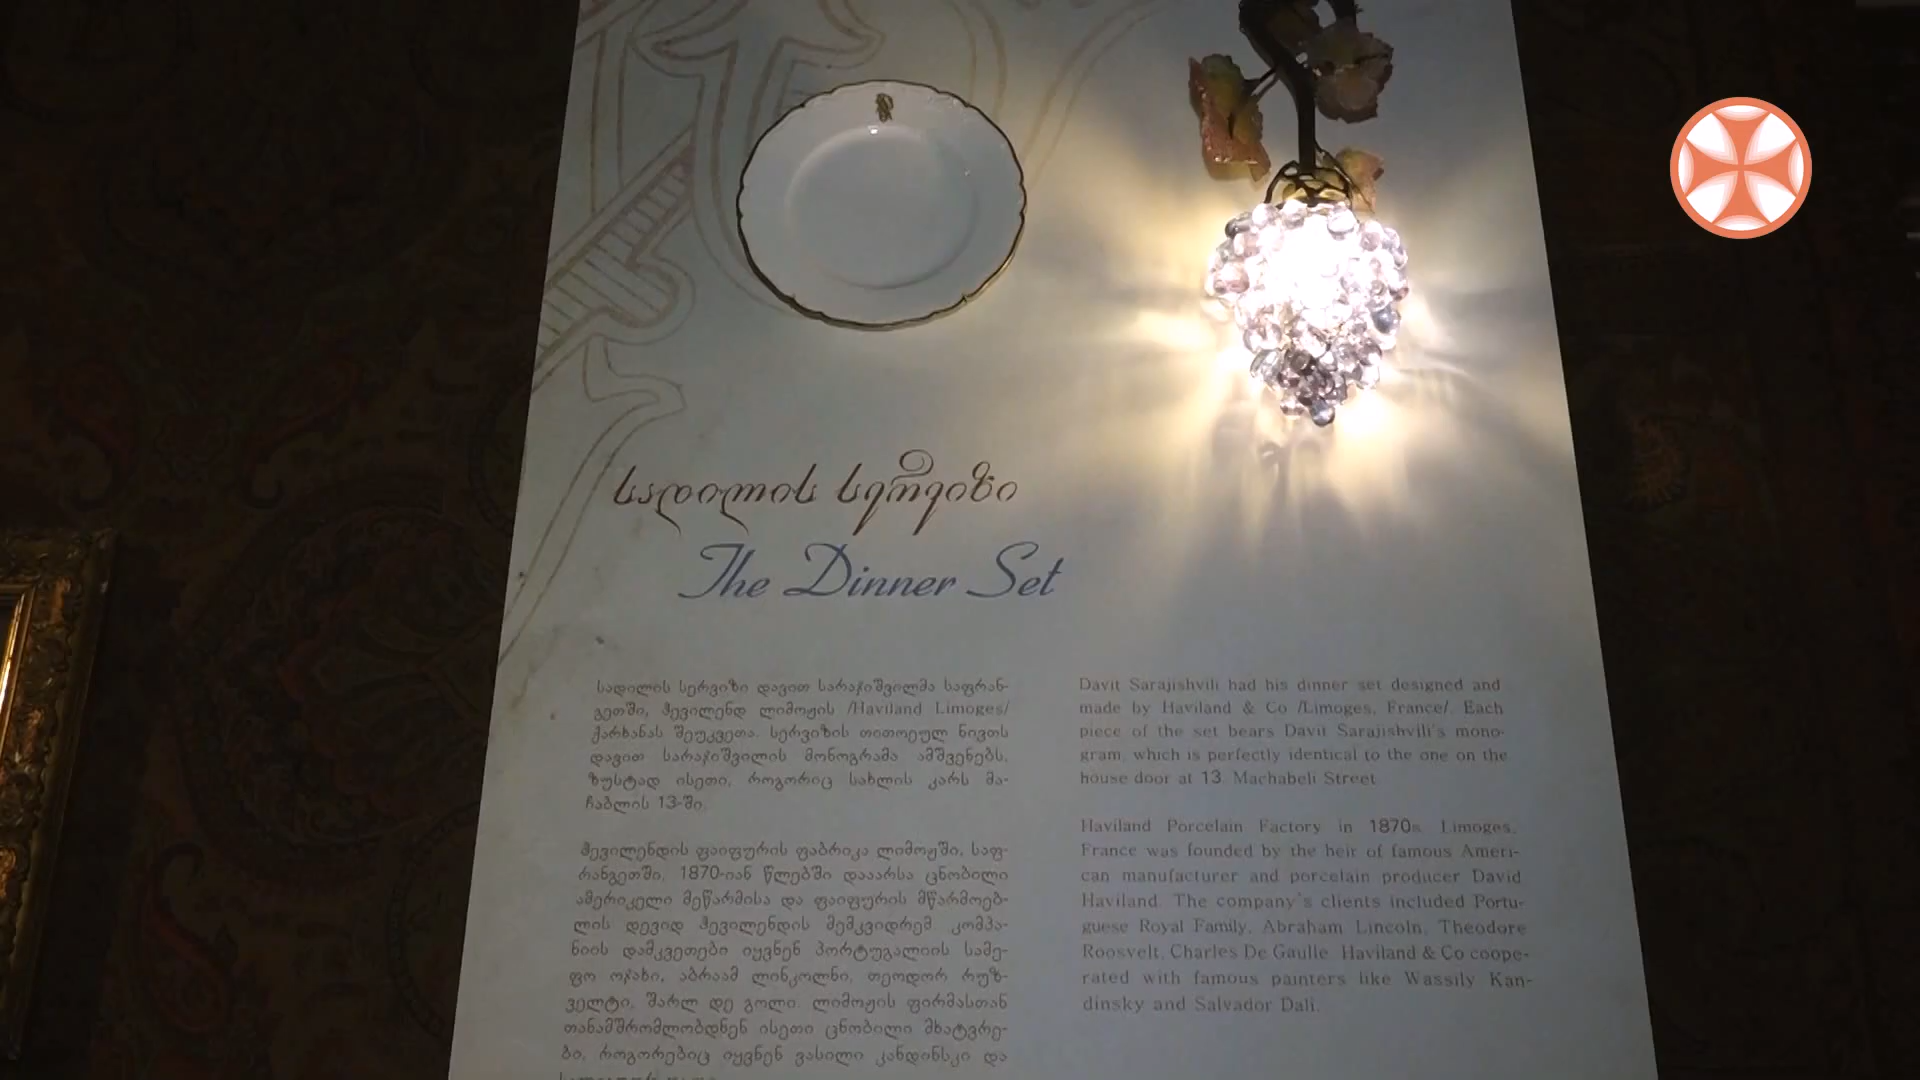 სადილის სერვიზი
The Dinner Set
სადილის სერვიზი დავით სარაჯიშვილმა საფრან-
გეთში, ჰევილენდ ლიმოჟის /Haviland Limoges/
ქარხანას შეუკვეთა. სერვიზის თითოეულ ნივთს
დავით სარაჯიშვილის მონოგრამა ამშვენებს,
ზუსტად ისეთი, როგორიც სახლის კარს მა-
ჩაბლის 13-ში.
ჰევილენდის ფაიფურის ფაბრიკა ლიმოჟში, საფ-
რანგეთში, 1870-იან წლებში დააარსა ცნობილი
ამერიკელი მეწარმისა და ფაიფურის მწარმოებ-
ლის დევიდ ჰევილენდის მემკვიდრემ. კომპა-
ნიის დამკვეთები იყვნენ პორტუგალიის სამე-
ფო ოჯახი, აბრაამ ლინკოლნი, თეოდორ რუზ-
ველტი, შარლ დე გოლი. ლიმოჟის ფირმასთან
თანამშრომლობდნენ ისეთი ცნობილი მხატვრე-
ბი, როგორებიც იყვნენ ვასილი კანდინსკი და
Davit Sarajishvili had his dinner set designed and
made by Haviland & Co /Limoges, France/. Each
piece of the set bears Davit Sarajishvili's mono-
gram, which is perfectly identical to the one on the
house door at 13, Machabeli Street.
Haviland Porcelain Factory in 1870s, Limoges,
France was founded by the heir of famous Ameri-
can manufacturer and porcelain producer David
Haviland. The company's clients included Portu-
guese Royal Family, Abraham Lincoln, Theodore
Roosvelt, Charles De Gaulle. Haviland & Co coope-
rated with famous painters like Wassily Kan-
dinsky and Salvador Dali.